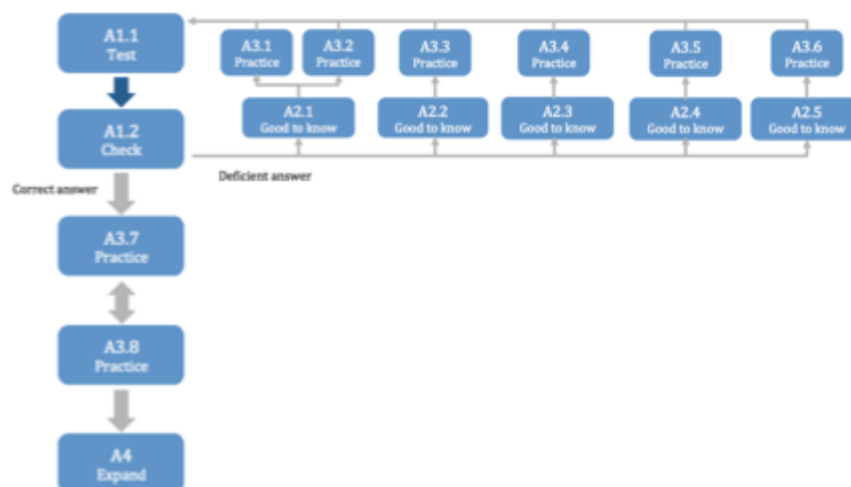 A1.1
Test
A3.1
Practice
A3.2
Practice
A3.3
Practice
A3.4
Practice
A3.5
Practice
A3.6
Practice
A1.2
Check
A2.1
Good to know
A2.2
Good to know
A2.3
Good to know
A2.4
Good to know
A2.5
Good to know
Deficient answer
Correct answer
A3.7
Practice
A3.8
Practice
A4
Expand